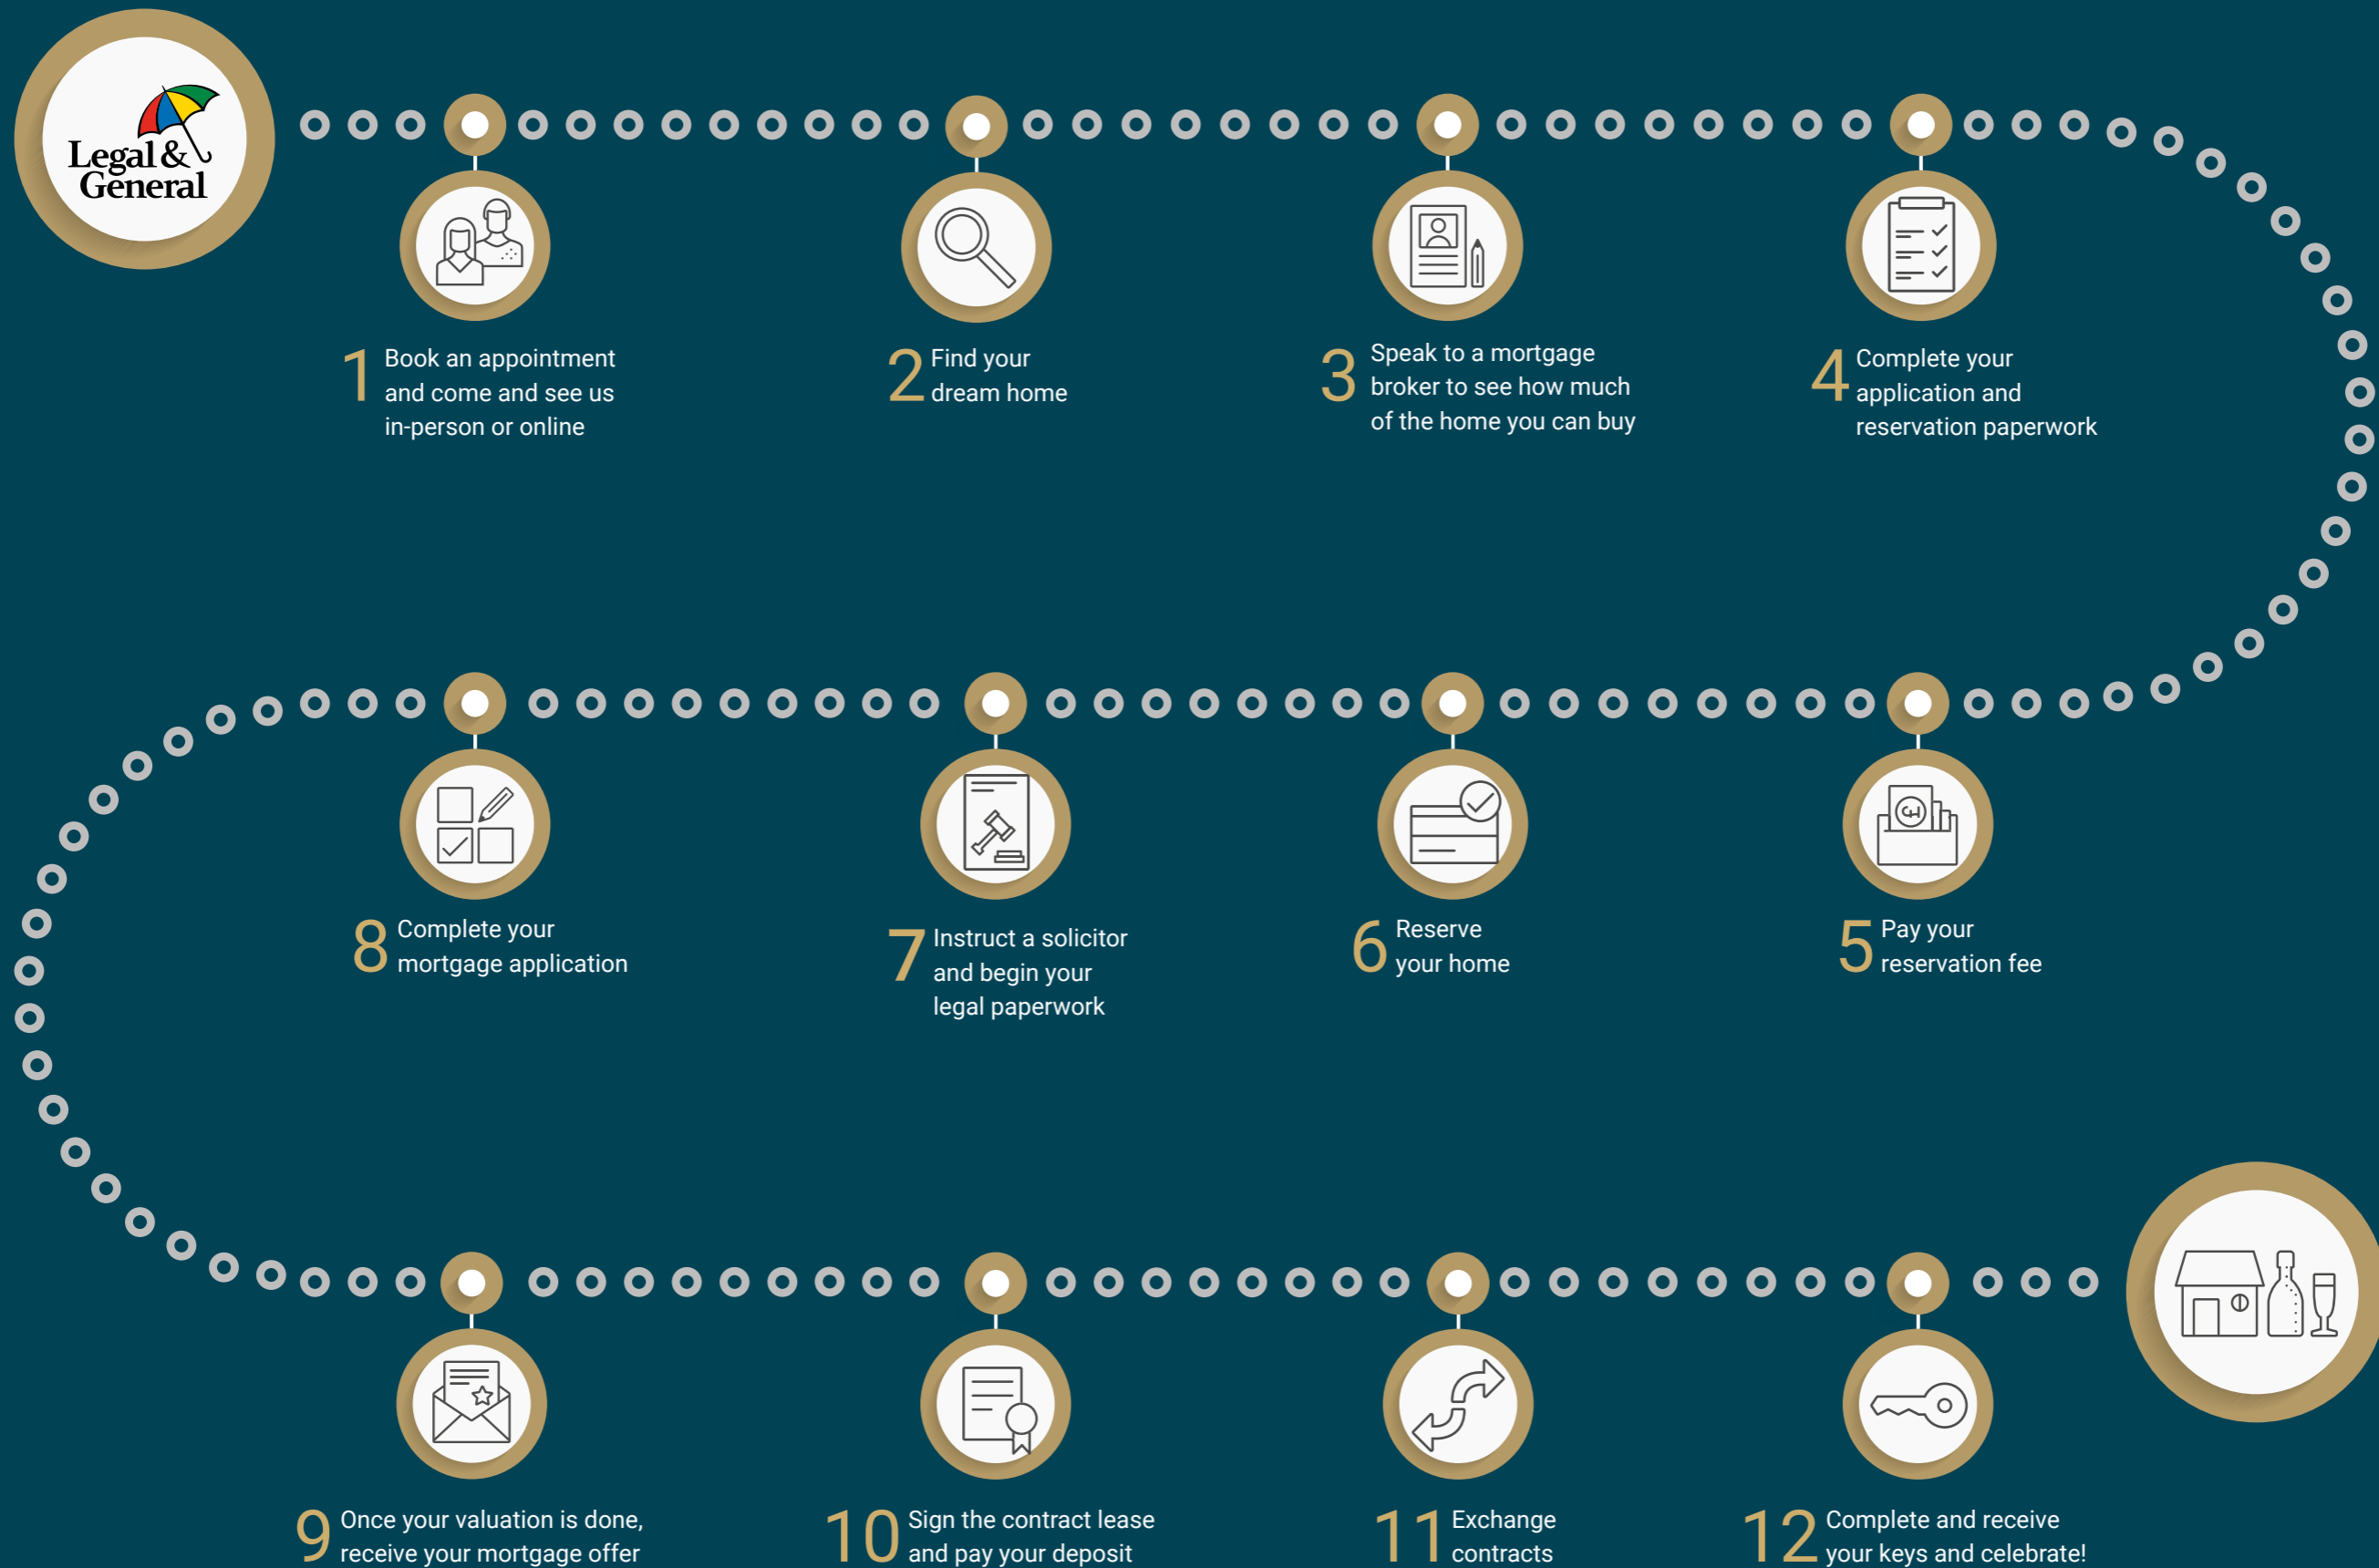 Legal &
General
1 Book an appointment
and come and see us
in-person or online
2 Find your
dream home
3 Speak to a mortgage
broker to see how much
of the home you can buy
4 Complete your
application and
reservation paperwork
5 Pay your
reservation fee
6 Reserve
your home
7 Instruct a solicitor
and begin your
legal paperwork
8 Complete your
mortgage application
9 Once your valuation is done,
receive your mortgage offer
10 Sign the contract lease
and pay your deposit
11 Exchange
contracts
12 Complete and receive
your keys and celebrate!